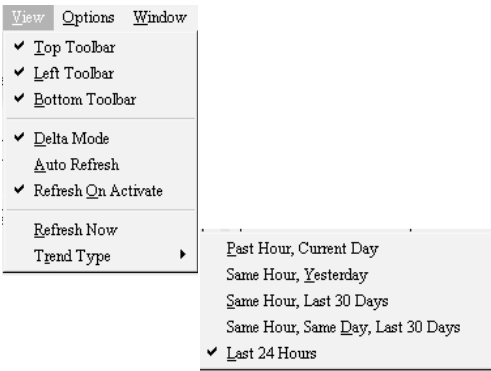 View Options Window
Top Toolbar
Left Toolbar
Bottom Toolbar
Delta Mode
Auto Refresh
Refresh On Activate
Refresh Now
Trend Type
Past Hour, Current Day
Same Hour, Yesterday
Same Hour, Last 30 Days
Same Hour, Same Day, Last 30 Days
Last 24 Hours